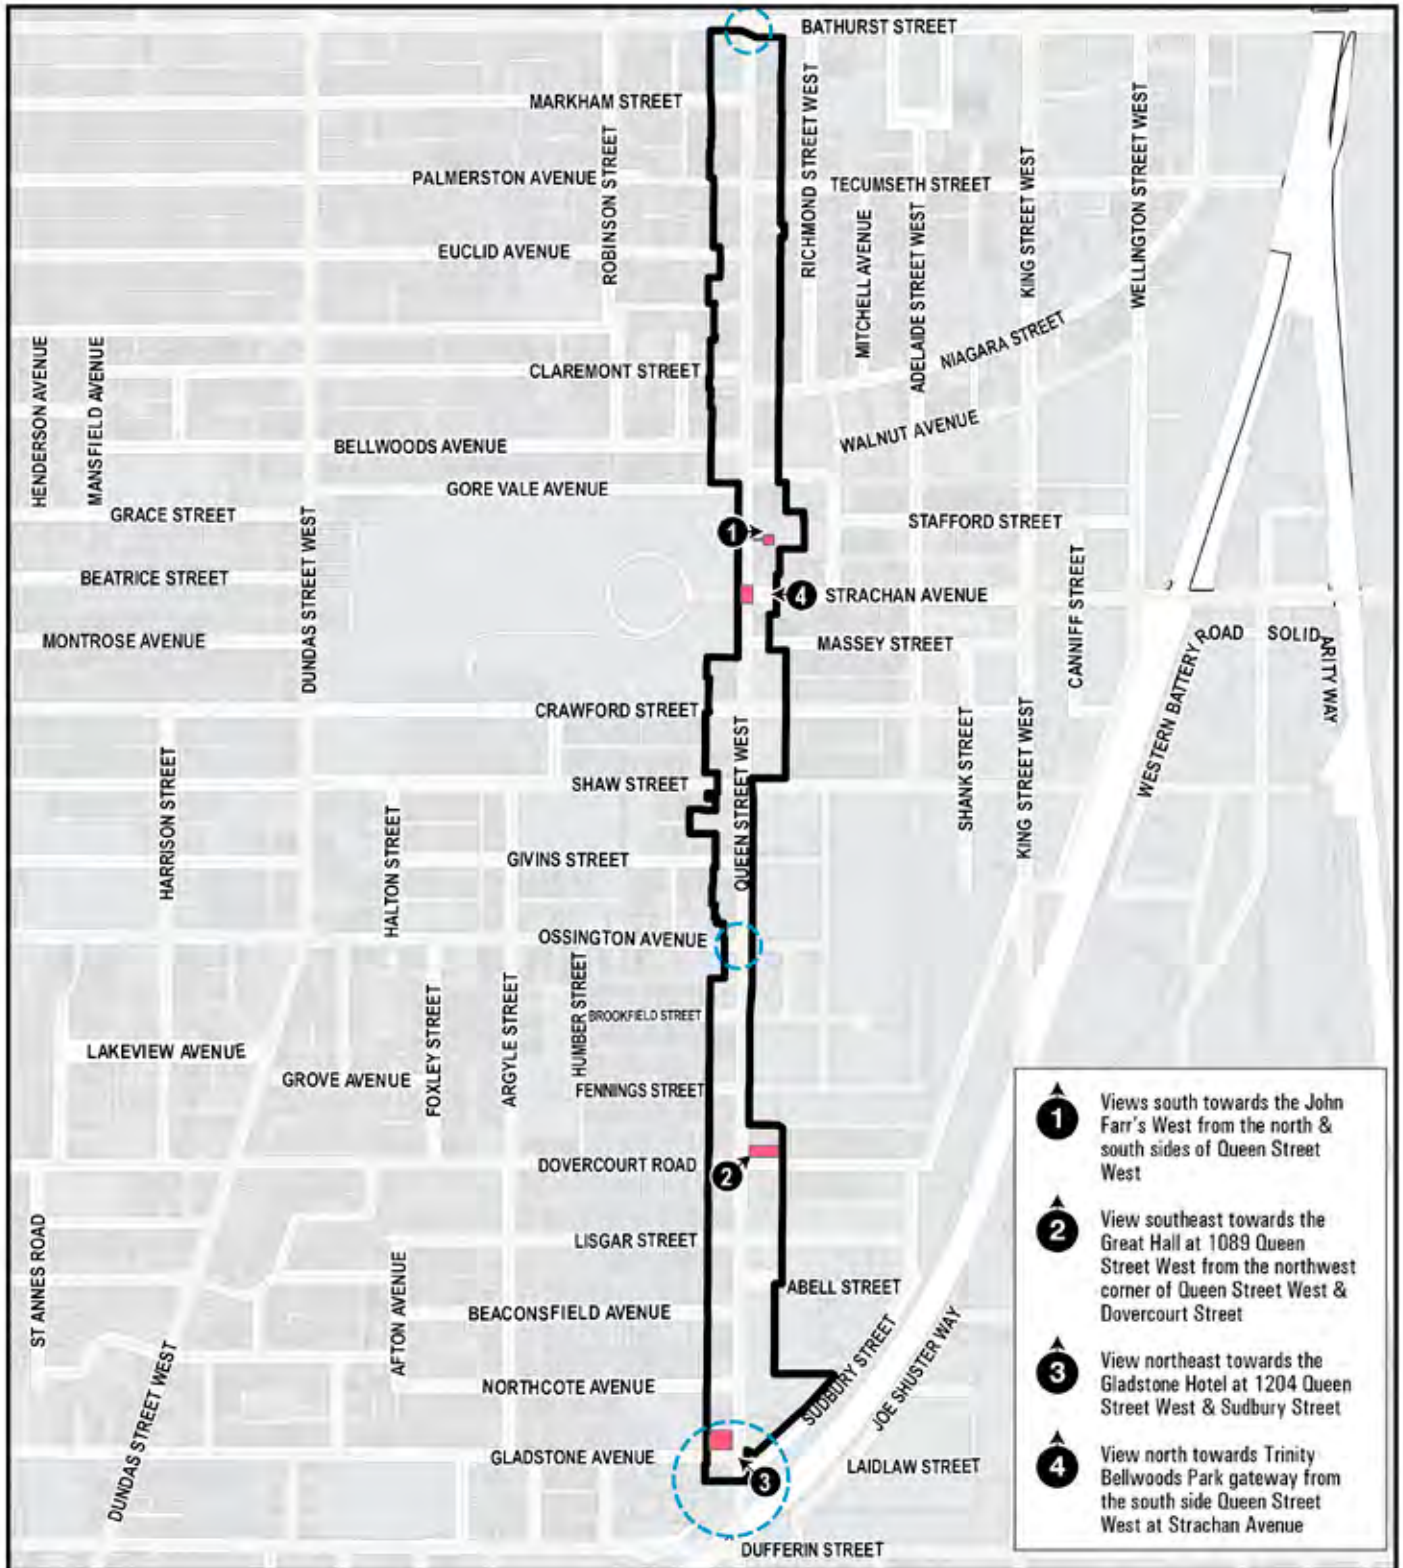 BATHURST STREET
MARKHAM STREET
RICHMOND STREET WEST
ROBINSON STREET
PALMERSTON AVENUE
TECUMSETH STREET
KING STREET WEST
WELLINGTON STREET WEST
EUCLID AVENUE
MITCHELL AVENUE
ADELAIDE STREET WEST
NIAGARA STREET
HENDERSON AVENUE
MANSFIELD AVENUE
CLAREMONT STREET
WALNUT AVENUE
BELLWOODS AVENUE
GORE VALE AVENUE
GRACE STREET
DUNDAS STREET WEST
1
STAFFORD STREET
BEATRICE STREET
4
STRACHAN AVENUE
CANNIFF STREET
MONTROSE AVENUE
MASSEY STREET
WESTERN BATTERY ROAD
SOLID
ARITY WAY
CRAWFORD STREET
QUEEN STREET WEST
SHANK STREET
KING STREET WEST
HARRISON STREET
SHAW STREET
HALTON STREET
GIVINS STREET
OSSINGTON AVENUE
FOXLEY STREET
ARGYLE STREET
HUMBER STREET
BROOKFIELD STREET
LAKEVIEW AVENUE
GROVE AVENUE
FENNINGS STREET
DOVERCOURT ROAD
2
ST ANNES ROAD
LISGAR STREET
AFTON AVENUE
ABELL STREET
BEACONSFIELD AVENUE
SUDBURY STREET
JOE SHUSTER WAY
DUNDAS STREET WEST
NORTHCOTE AVENUE
GLADSTONE AVENUE
3
LAIDLAW STREET
DUFFERIN STREET
1
Views south towards the John
Farr's West from the north &
south sides of Queen Street
West
2
View southeast towards the
Great Hall at 1089 Queen
Street West from the northwest
corner of Queen Street West &
Dovercourt Street
3
View northeast towards the
Gladstone Hotel at 1204 Queen
Street West & Sudbury Street
4
View north towards Trinity
Bellwoods Park gateway from
the south side Queen Street
West at Strachan Avenue